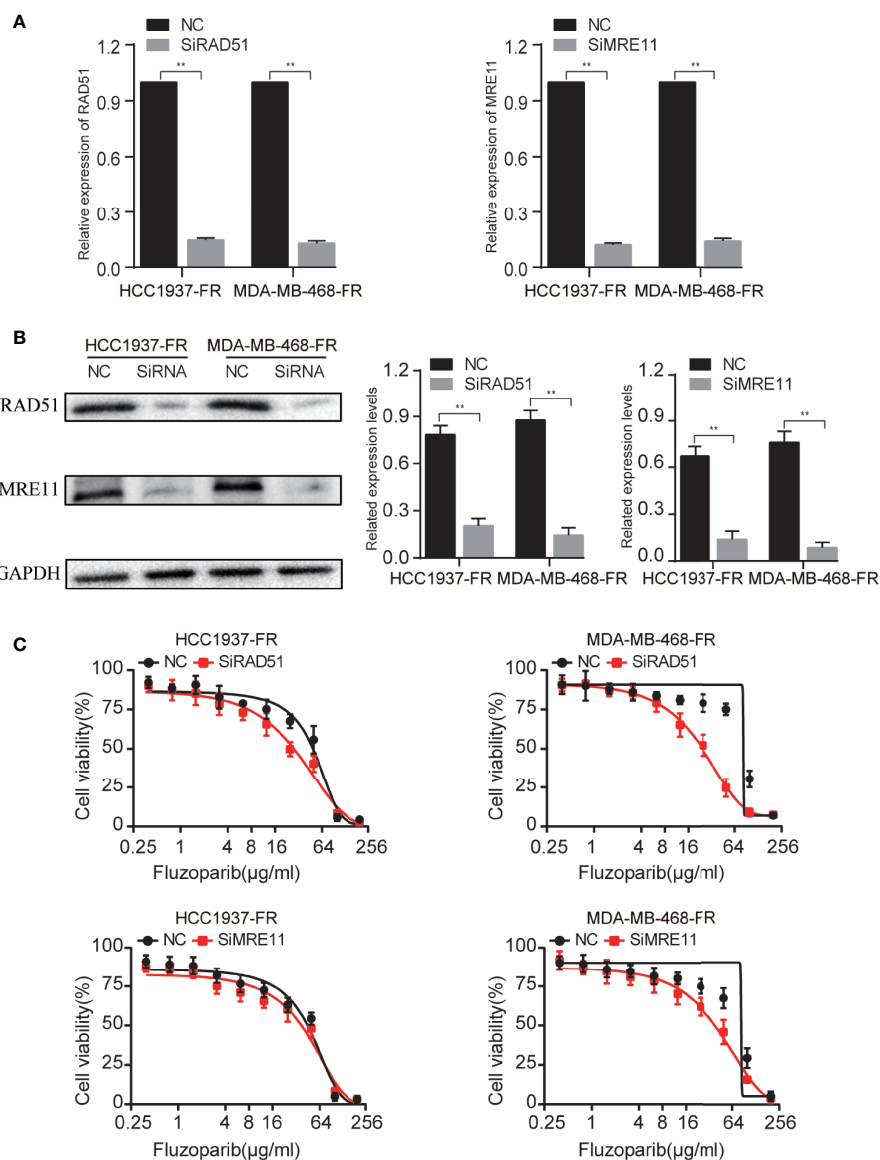 A
NC
SiRAD51
Relative expression of RAD51
1.2
0.9
0.6
0.3
0.0
**
**
HCC1937-FR MDA-MB-468-FR
NC
SiMRE11
Relative expression of MRE11
1.2
0.9
0.6
0.3
0.0
**
**
HCC1937-FR MDA-MB-468-FR
B
HCC1937-FR MDA-MB-468-FR
NC SiRNA NC SiRNA
RAD51
MRE11
GAPDH
NC
SiRAD51
Related expression levels
1.2
0.9
0.6
0.3
0.0
**
**
HCC1937-FR MDA-MB-468-FR
NC
SiMRE11
Related expression levels
1.2
0.9
0.6
0.3
0.0
**
**
HCC1937-FR MDA-MB-468-FR
C
HCC1937-FR
NC SiRAD51
Cell viability(%)
100
75
50
25
0
0.25 1 4 8 16 64 256
Fluzoparib(µg/ml)
MDA-MB-468-FR
NC SiRAD51
Cell viability(%)
100
75
50
25
0
0.25 1 4 8 16 64 256
Fluzoparib(µg/ml)
HCC1937-FR
NC SiMRE11
Cell viability(%)
100
75
50
25
0
0.25 1 4 8 16 64 256
Fluzoparib(µg/ml)
MDA-MB-468-FR
NC SiMRE11
Cell viability(%)
100
75
50
25
0
0.25 1 4 8 16 64 256
Fluzoparib(µg/ml)